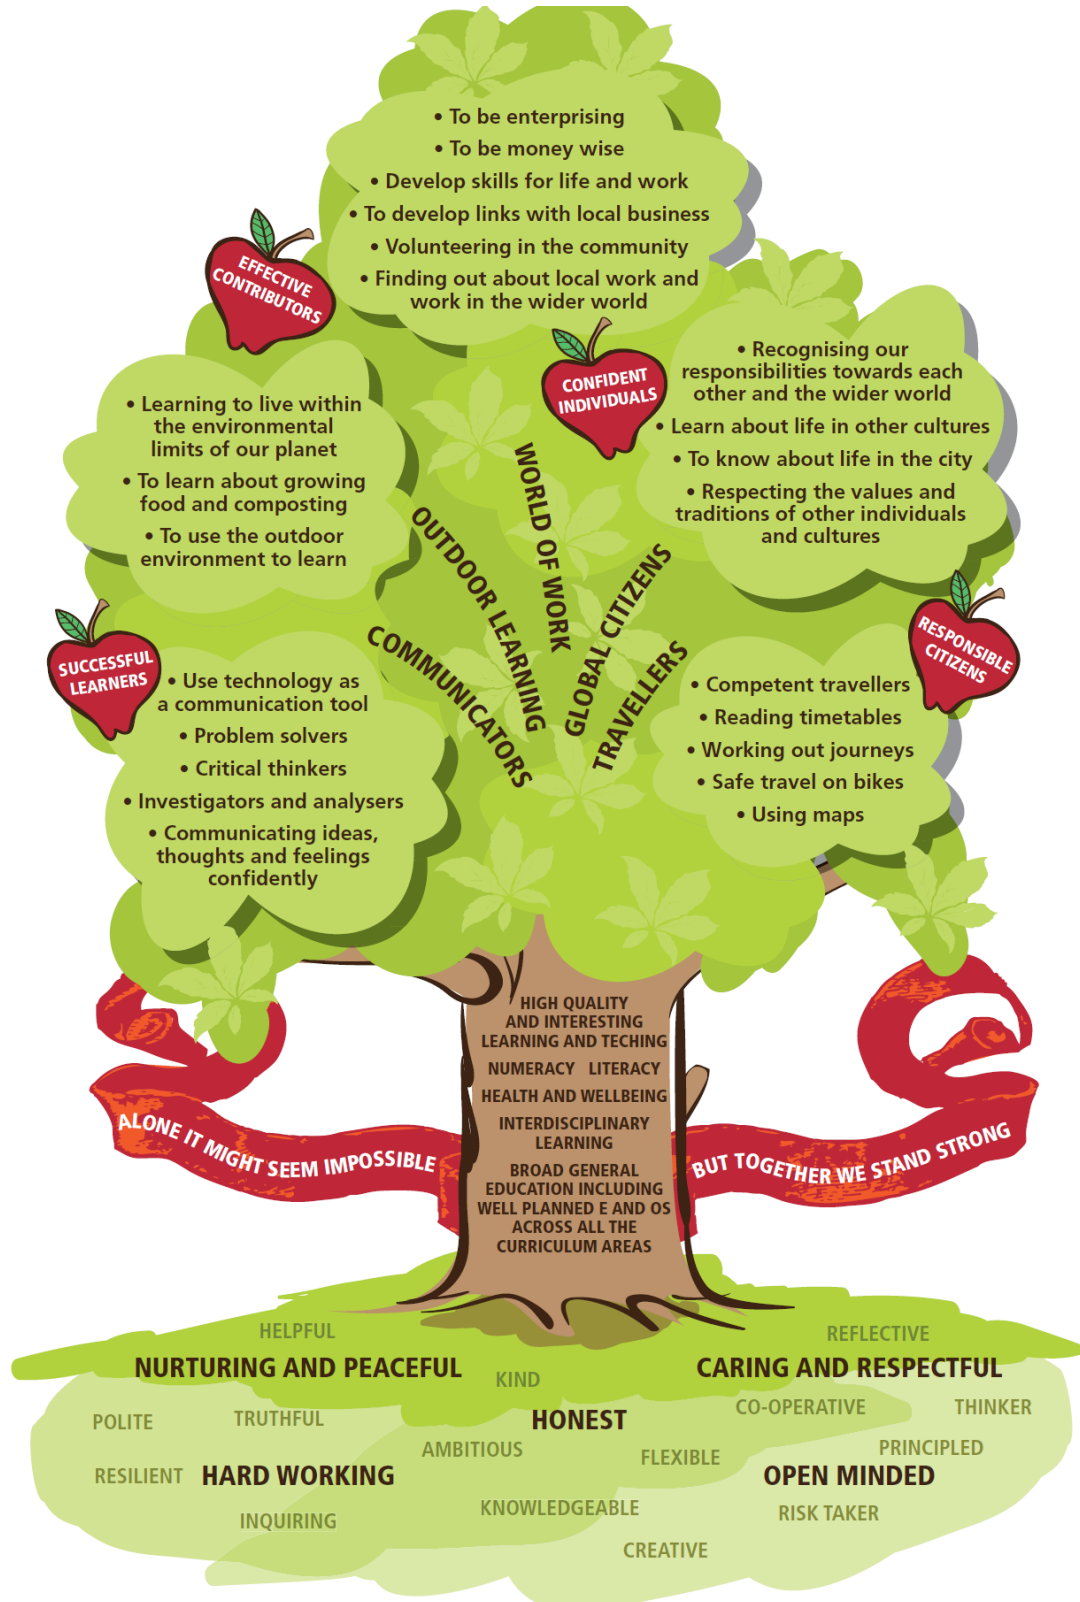 • To be enterprising
• To be money wise
• Develop skills for life and work
• To develop links with local business
• Volunteering in the community
• Finding out about local work and
work in the wider world
EFFECTIVE
CONTRIBUTORS
CONFIDENT
INDIVIDUALS
• Recognising our
responsibilities towards each
other and the wider world
• Learn about life in other cultures
• To know about life in the city
• Respecting the values and
traditions of other individuals
and cultures
• Learning to live within
the environmental
limits of our planet
• To learn about growing
food and composting
• To use the outdoor
environment to learn
COMMUNICATORS
OUTDOOR LEARNING
WORLD OF WORK
GLOBAL CITIZENS
TRAVELLERS
SUCCESSFUL
LEARNERS
RESPONSIBLE
CITIZENS
• Use technology as
a communication tool
• Problem solvers
• Critical thinkers
• Investigators and analysers
• Communicating ideas,
thoughts and feelings
confidently
• Competent travellers
• Reading timetables
• Working out journeys
• Safe travel on bikes
• Using maps
HIGH QUALITY
AND INTERESTING
LEARNING AND TECHING
NUMERACY LITERACY
HEALTH AND WELLBEING
INTERDISCIPLINARY
LEARNING
BROAD GENERAL
EDUCATION INCLUDING
WELL PLANNED E AND OS
ACROSS ALL THE
CURRICULUM AREAS
ALONE IT MIGHT SEEM IMPOSSIBLE
BUT TOGETHER WE STAND STRONG
HELPFUL
REFLECTIVE
NURTURING AND PEACEFUL
CARING AND RESPECTFUL
KIND
CO-OPERATIVE
THINKER
POLITE
TRUTHFUL
HONEST
AMBITIOUS
FLEXIBLE
PRINCIPLED
RESILIENT
HARD WORKING
OPEN MINDED
KNOWLEDGEABLE
RISK TAKER
INQUIRING
CREATIVE